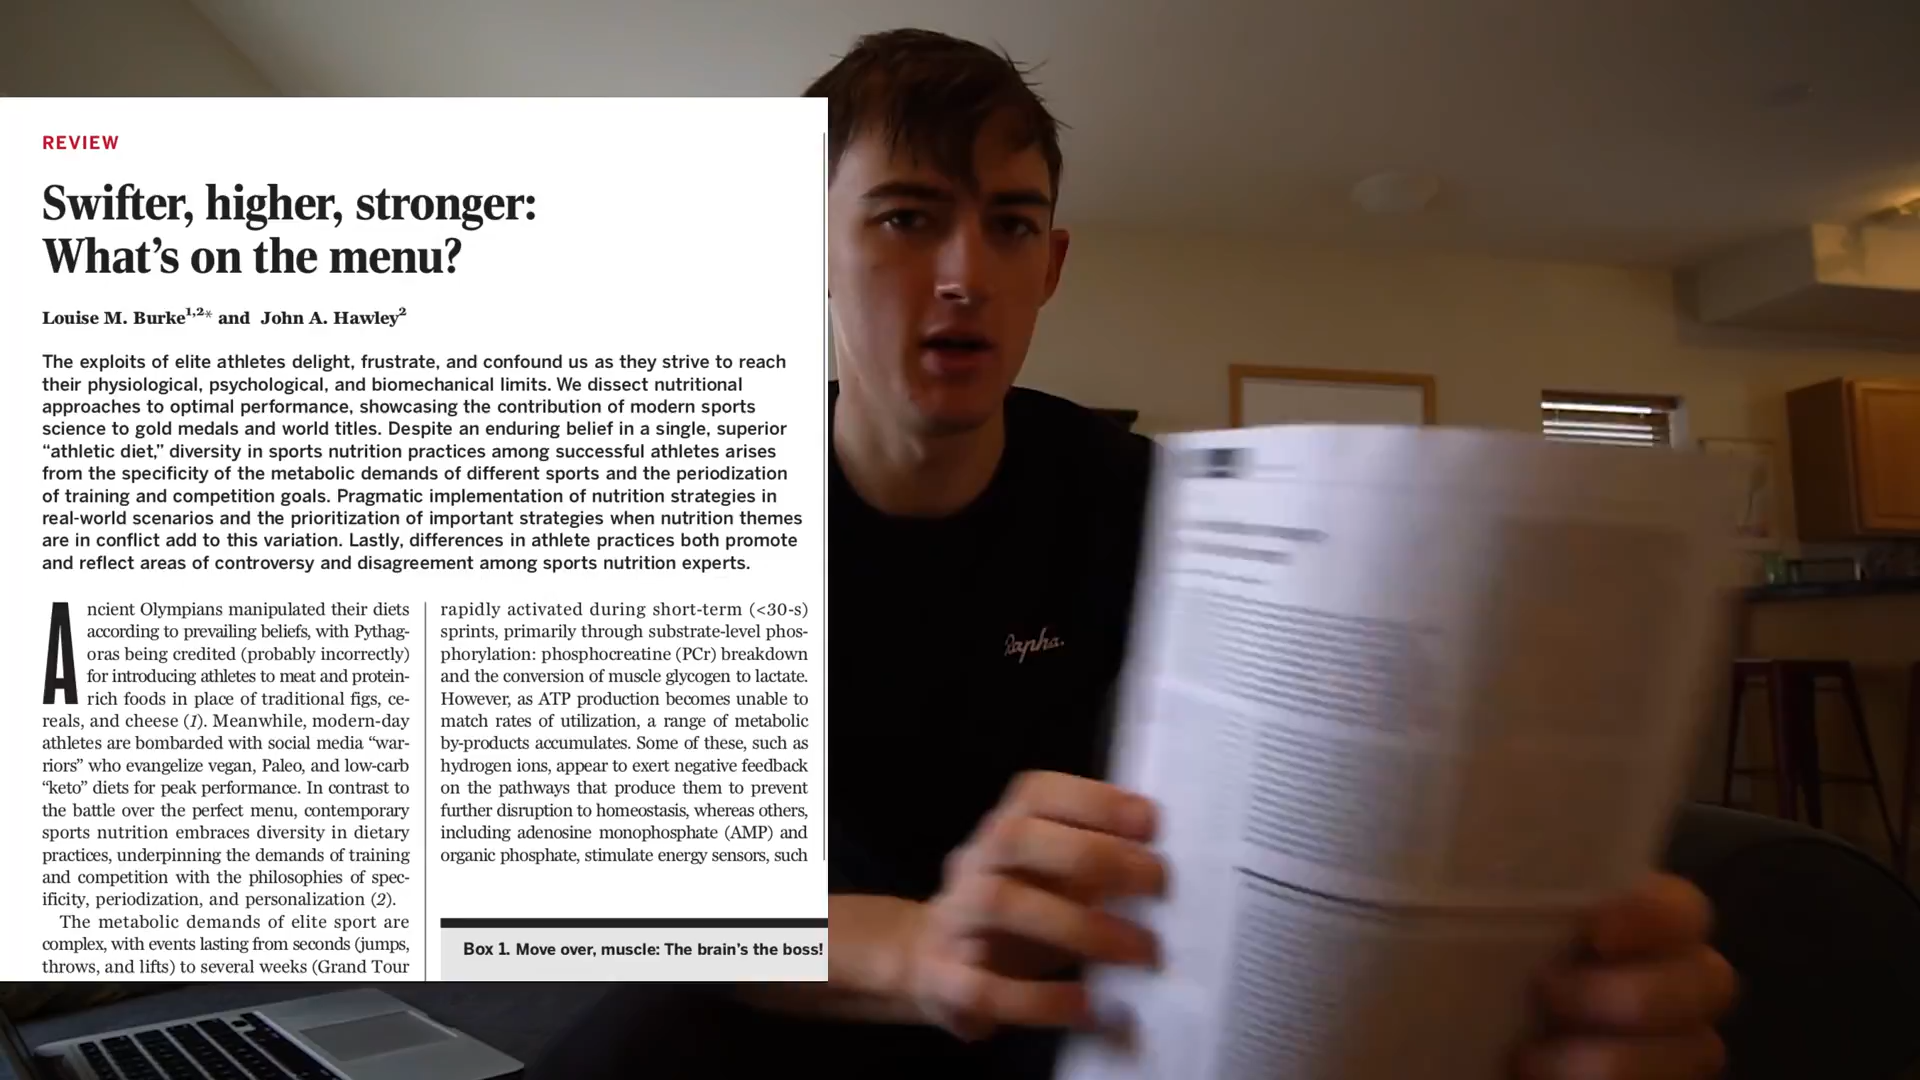 REVIEW
Swifter, higher, stronger:
What’s on the menu?
Louise M. Burke1,2* and John A. Hawley2
The exploits of elite athletes delight, frustrate, and confound us as they strive to reach
their physiological, psychological, and biomechanical limits. We dissect nutritional
approaches to optimal performance, showcasing the contribution of modern sports
science to gold medals and world titles. Despite an enduring belief in a single, superior
“athletic diet,” diversity in sports nutrition practices among successful athletes arises
from the specificity of the metabolic demands of different sports and the periodization
of training and competition goals. Pragmatic implementation of nutrition strategies in
real-world scenarios and the prioritization of important strategies when nutrition themes
are in conflict add to this variation. Lastly, differences in athlete practices both promote
and reflect areas of controversy and disagreement among sports nutrition experts.
Ancient Olympians manipulated their diets
according to prevailing beliefs, with Pythag-
oras being credited (probably incorrectly)
for introducing athletes to meat and protein-
rich foods in place of traditional figs, ce-
reals, and cheese (1). Meanwhile, modern-day
athletes are bombarded with social media “war-
riors” who evangelize vegan, Paleo, and low-carb
“keto” diets for peak performance. In contrast to
the battle over the perfect menu, contemporary
sports nutrition embraces diversity in dietary
practices, underpinning the demands of training
and competition with the philosophies of spec-
ificity, periodization, and personalization (2).
The metabolic demands of elite sport are
complex, with events lasting from seconds (jumps,
throws, and lifts) to several weeks (Grand Tour
rapidly activated during short-term (<30-s)
sprints, primarily through substrate-level phos-
phorylation: phosphocreatine (PCr) breakdown
and the conversion of muscle glycogen to lactate.
However, as ATP production becomes unable to
match rates of utilization, a range of metabolic
by-products accumulates. Some of these, such as
hydrogen ions, appear to exert negative feedback
on the pathways that produce them to prevent
further disruption to homeostasis, whereas others,
including adenosine monophosphate (AMP) and
organic phosphate, stimulate energy sensors, such
Box 1. Move over, muscle: The brain’s the boss!
Rapha.